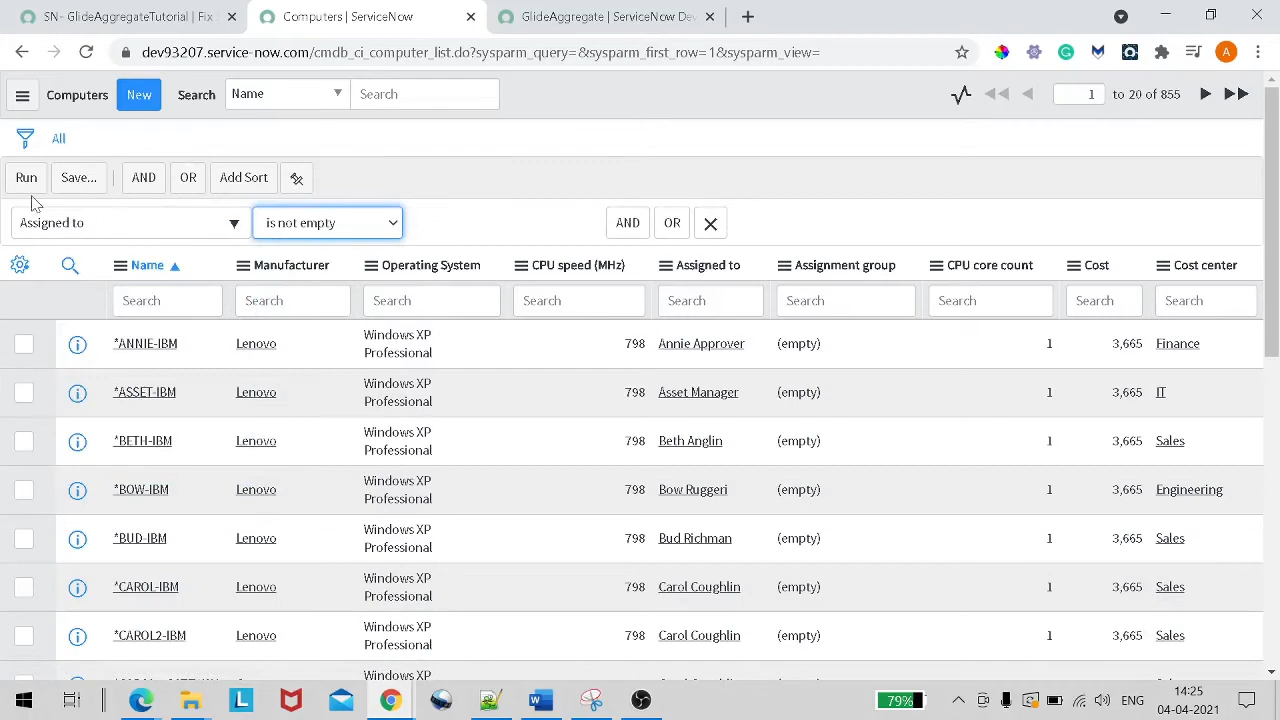 SN- GlideAggregateTutorial | Fix
Computers | ServiceNow
GlideAggregate | ServiceNow Dev
dev93207.service-now.com/cmdb_ci_computer_list.do?sysparm_query=&sysparm_first_row=1&sysparm_view=
A
Computers New Search Name Search 1 to 20 of 855
All
Run Save... AND OR Add Sort
Assigned to is not empty AND OR
Name Manufacturer Operating System CPU speed (MHz) Assigned to Assignment group CPU core count Cost Cost center
Search Search Search Search Search Search Search Search Search
*ANNIE-IBM Lenovo Windows XP Professional 798 Annie Approver (empty) 1 3,665 Finance
*ASSET-IBM Lenovo Windows XP Professional 798 Asset Manager (empty) 1 3,665 IT
*BETH-IBM Lenovo Windows XP Professional 798 Beth Anglin (empty) 1 3,665 Sales
*BOW-IBM Lenovo Windows XP Professional 798 Bow Ruggeri (empty) 1 3,665 Engineering
*BUD-IBM Lenovo Windows XP Professional 798 Bud Richman (empty) 1 3,665 Sales
*CAROL-IBM Lenovo Windows XP Professional 798 Carol Coughlin (empty) 1 3,665 Sales
*CAROL2-IBM Lenovo Windows XP Professional 798 Carol Coughlin (empty) 1 3,665 Sales
Windows XP
79% ENG 14:25
04-04-2021